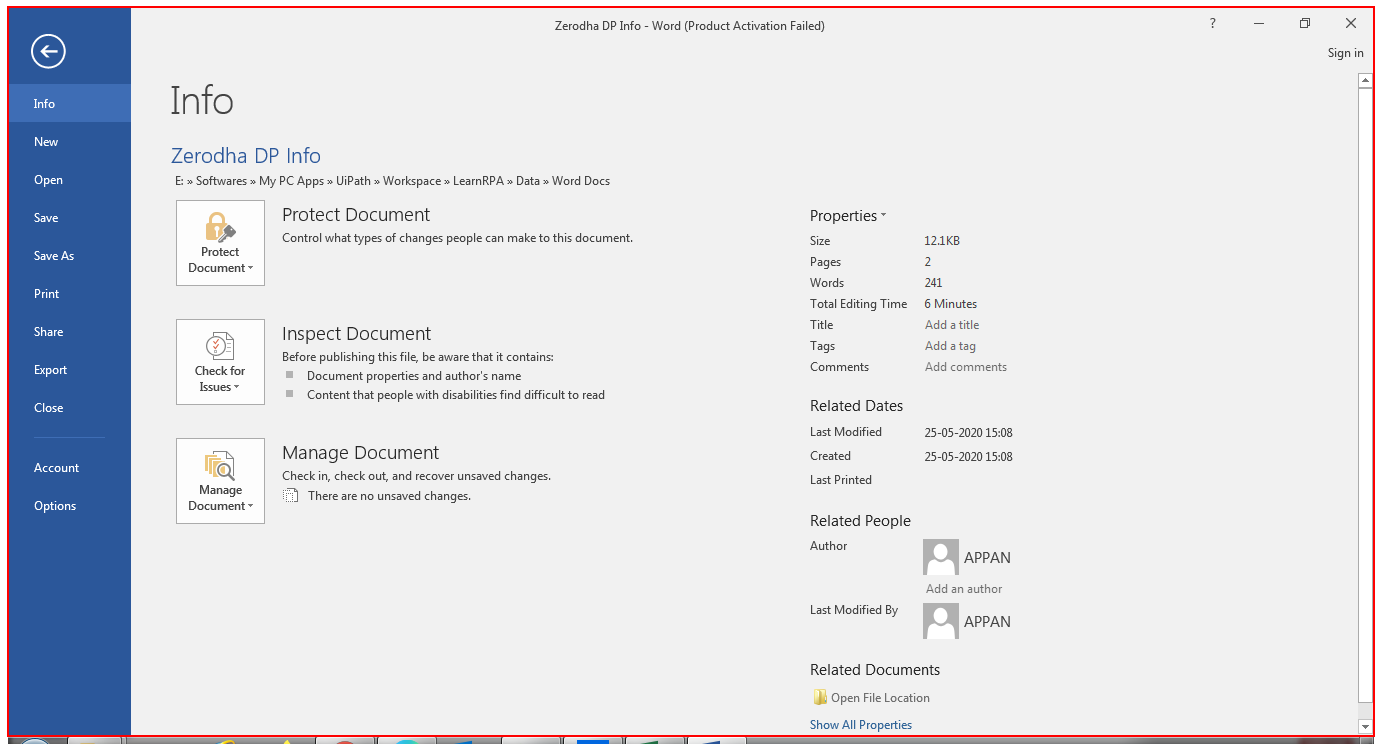 Zerodha DP Info - Word (Product Activation Failed)
?
Sign in
Info
New
Open
Save
Save As
Print
Share
Export
Close
Account
Options
Info
Zerodha DP Info
E: » Softwares » My PC Apps » UiPath » Workspace » LearnRPA » Data » Word Docs
Protect
Document
Protect Document
Control what types of changes people can make to this document.
Check for
Issues
Inspect Document
Before publishing this file, be aware that it contains:
Document properties and author's name
Content that people with disabilities find difficult to read
Manage
Document
Manage Document
Check in, check out, and recover unsaved changes.
There are no unsaved changes.
Properties
Size 12.1KB
Pages 2
Words 241
Total Editing Time 6 Minutes
Title Add a title
Tags Add a tag
Comments Add comments
Related Dates
Last Modified 25-05-2020 15:08
Created 25-05-2020 15:08
Last Printed
Related People
Author APPAN
Add an author
Last Modified By APPAN
Related Documents
Open File Location
Show All Properties